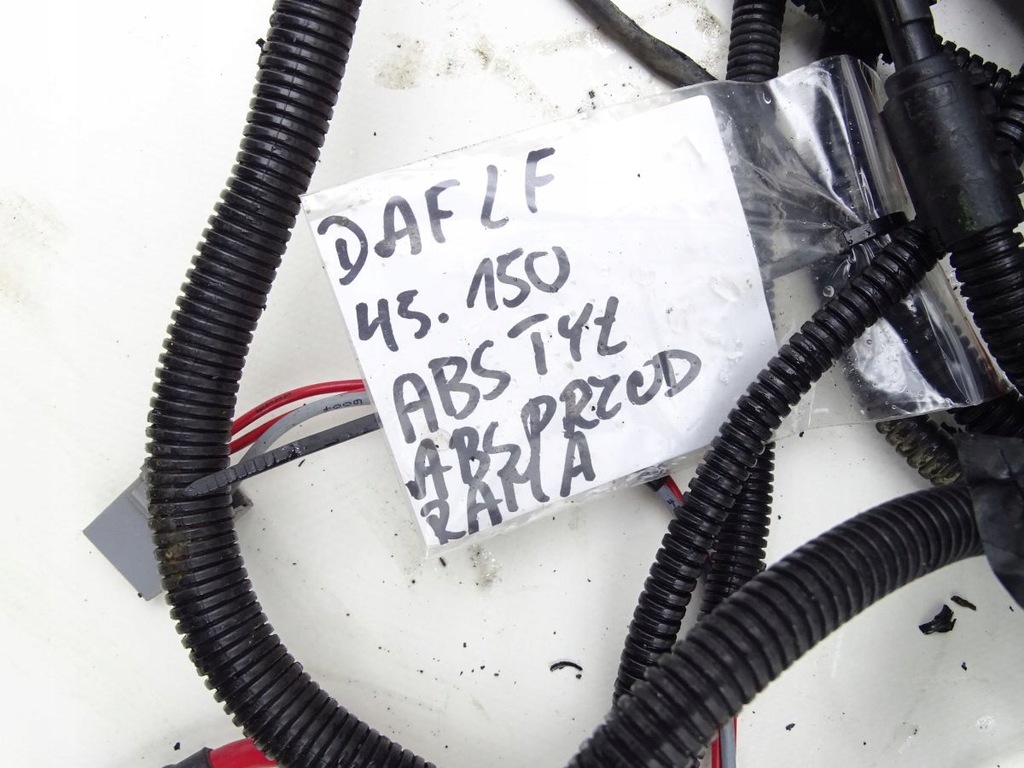 DAF LF
45. 150
ABS TYŁ
ABS PRZOD
RAMA